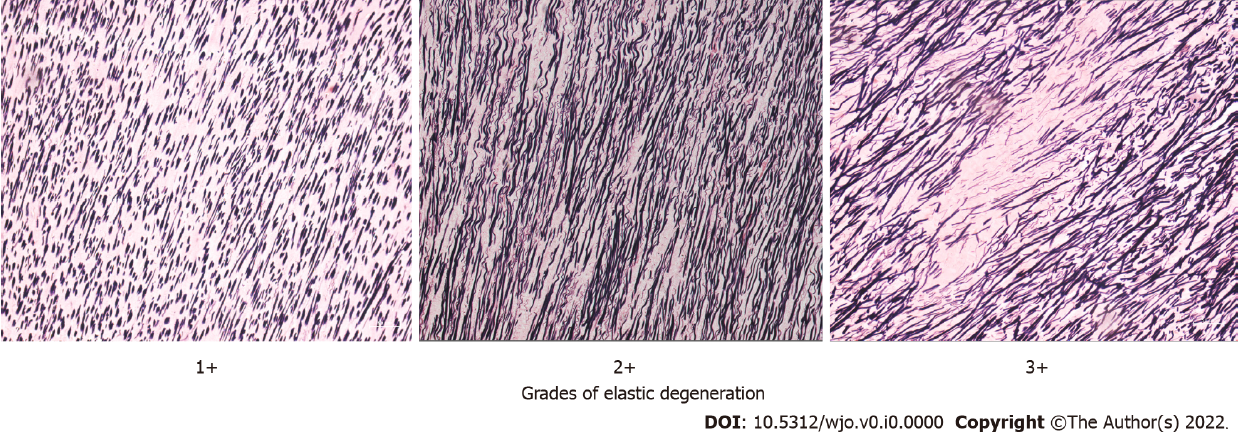 1+
2+
3+
Grades of elastic degeneration
DOI: 10.5312/wjo.v0.i0.0000 Copyright ©The Author(s) 2022.